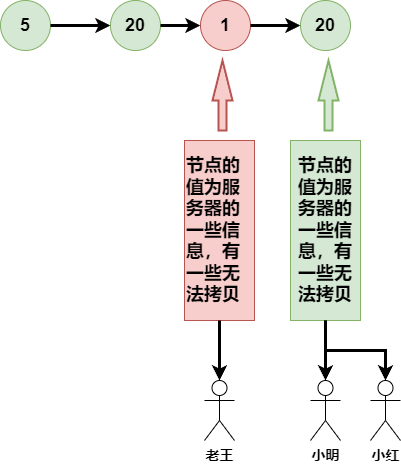 5
20
1
20
节点的
值为服
务器的
一些信
息，有
一些无
法拷贝
节点的
值为服
务器的
一些信
息，有
一些无
法拷贝
老王
小明
小红